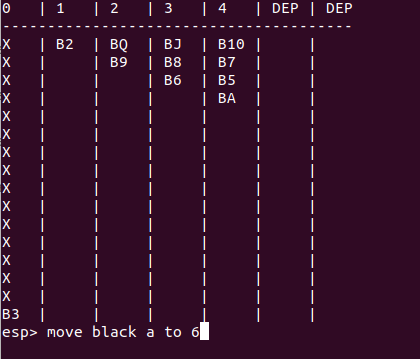 0 | 1 | 2 | 3 | 4 | DEP | DEP
---------------------------------------
X | B2 | BQ | BJ | B10 | |
X | | B9 | B8 | B7 | |
X | | | B6 | B5 | |
X | | | | BA | |
X | | | | | |
X | | | | | |
X | | | | | |
X | | | | | |
X | | | | | |
X | | | | | |
X | | | | | |
X | | | | | |
X | | | | | |
X | | | | | |
X | | | | | |
B3 | | | | | |
esp> move black a to 6